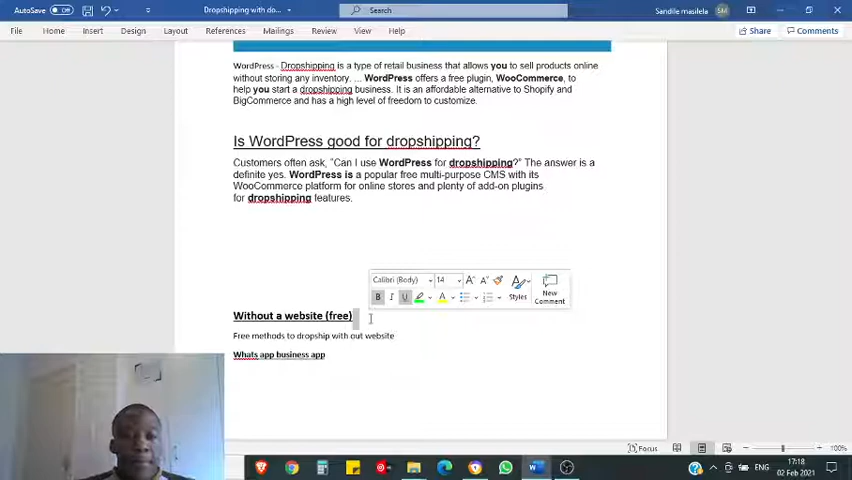 AutoSave Off Dropshipping with do... Search Sandile masilela SM
File Home Insert Design Layout References Mailings Review View Help Share Comments
WordPress - Dropshipping is a type of retail business that allows you to sell products online
without storing any inventory. ... WordPress offers a free plugin, WooCommerce, to
help you start a dropshipping business. It is an affordable alternative to Shopify and
BigCommerce and has a high level of freedom to customize.
Is WordPress good for dropshipping?
Customers often ask, "Can I use WordPress for dropshipping?" The answer is a
definite yes. WordPress is a popular free multi-purpose CMS with its
WooCommerce platform for online stores and plenty of add-on plugins
for dropshipping features.
Calibri (Body) 14
B I U Styles New
Comment
Without a website (free)
Free methods to dropship with out website
Whats app business app
Focus 100%
ENG 17:18
02 Feb 2021